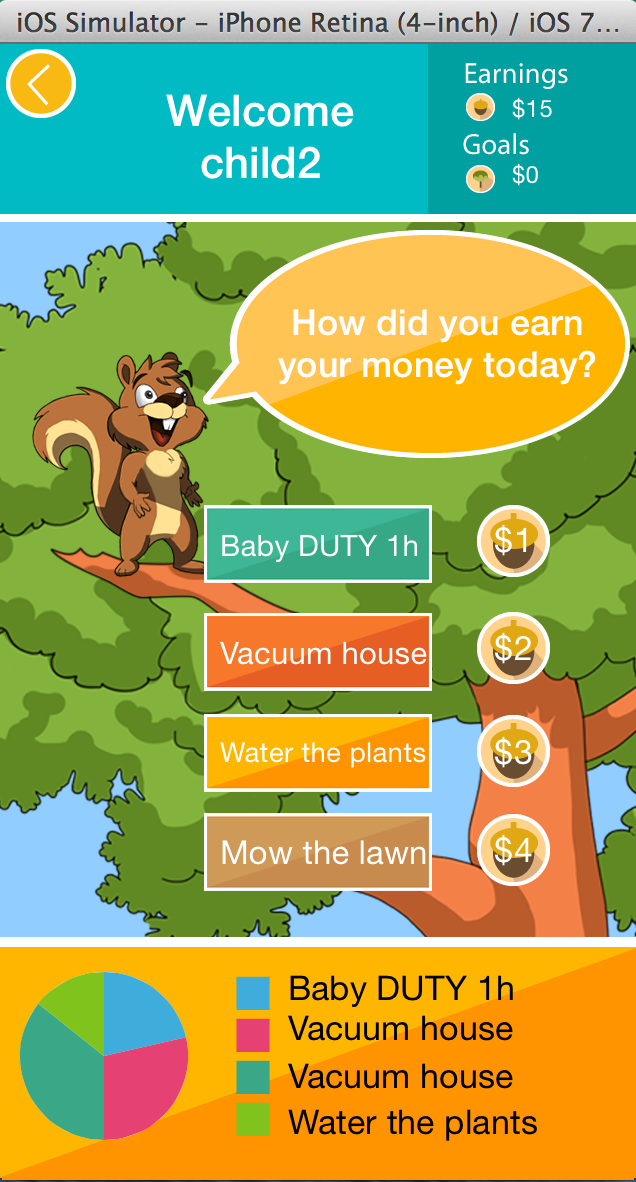 iOS Simulator - iPhone Retina (4-inch) / iOS 7...
Welcome
child2
Earnings
$15
Goals
$0
How did you earn
your money today?
Baby DUTY 1h
$1
Vacuum house
$2
Water the plants
$3
Mow the lawn
$4
Baby DUTY 1h
Vacuum house
Vacuum house
Water the plants